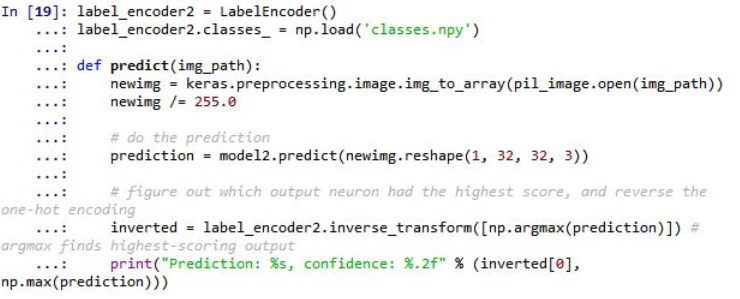 In [19]: label_encoder2 = LabelEncoder()
    ...: label_encoder2.classes_ = np.load('classes.npy')
    ...:
    ...: def predict(img_path):
    ...:     newimg = keras.preprocessing.image.img_to_array(pil_image.open(img_path))
    ...:     newimg /= 255.0
    ...:
    ...:     # do the prediction
    ...:     prediction = model2.predict(newimg.reshape(1, 32, 32, 3))
    ...:
    ...:     # figure out which output neuron had the highest score, and reverse the
one-hot encoding
    ...:     inverted = label_encoder2.inverse_transform([np.argmax(prediction)]) #
argmax finds highest-scoring output
    ...:     print("Prediction: %s, confidence: %.2f" % (inverted[0],
np.max(prediction)))